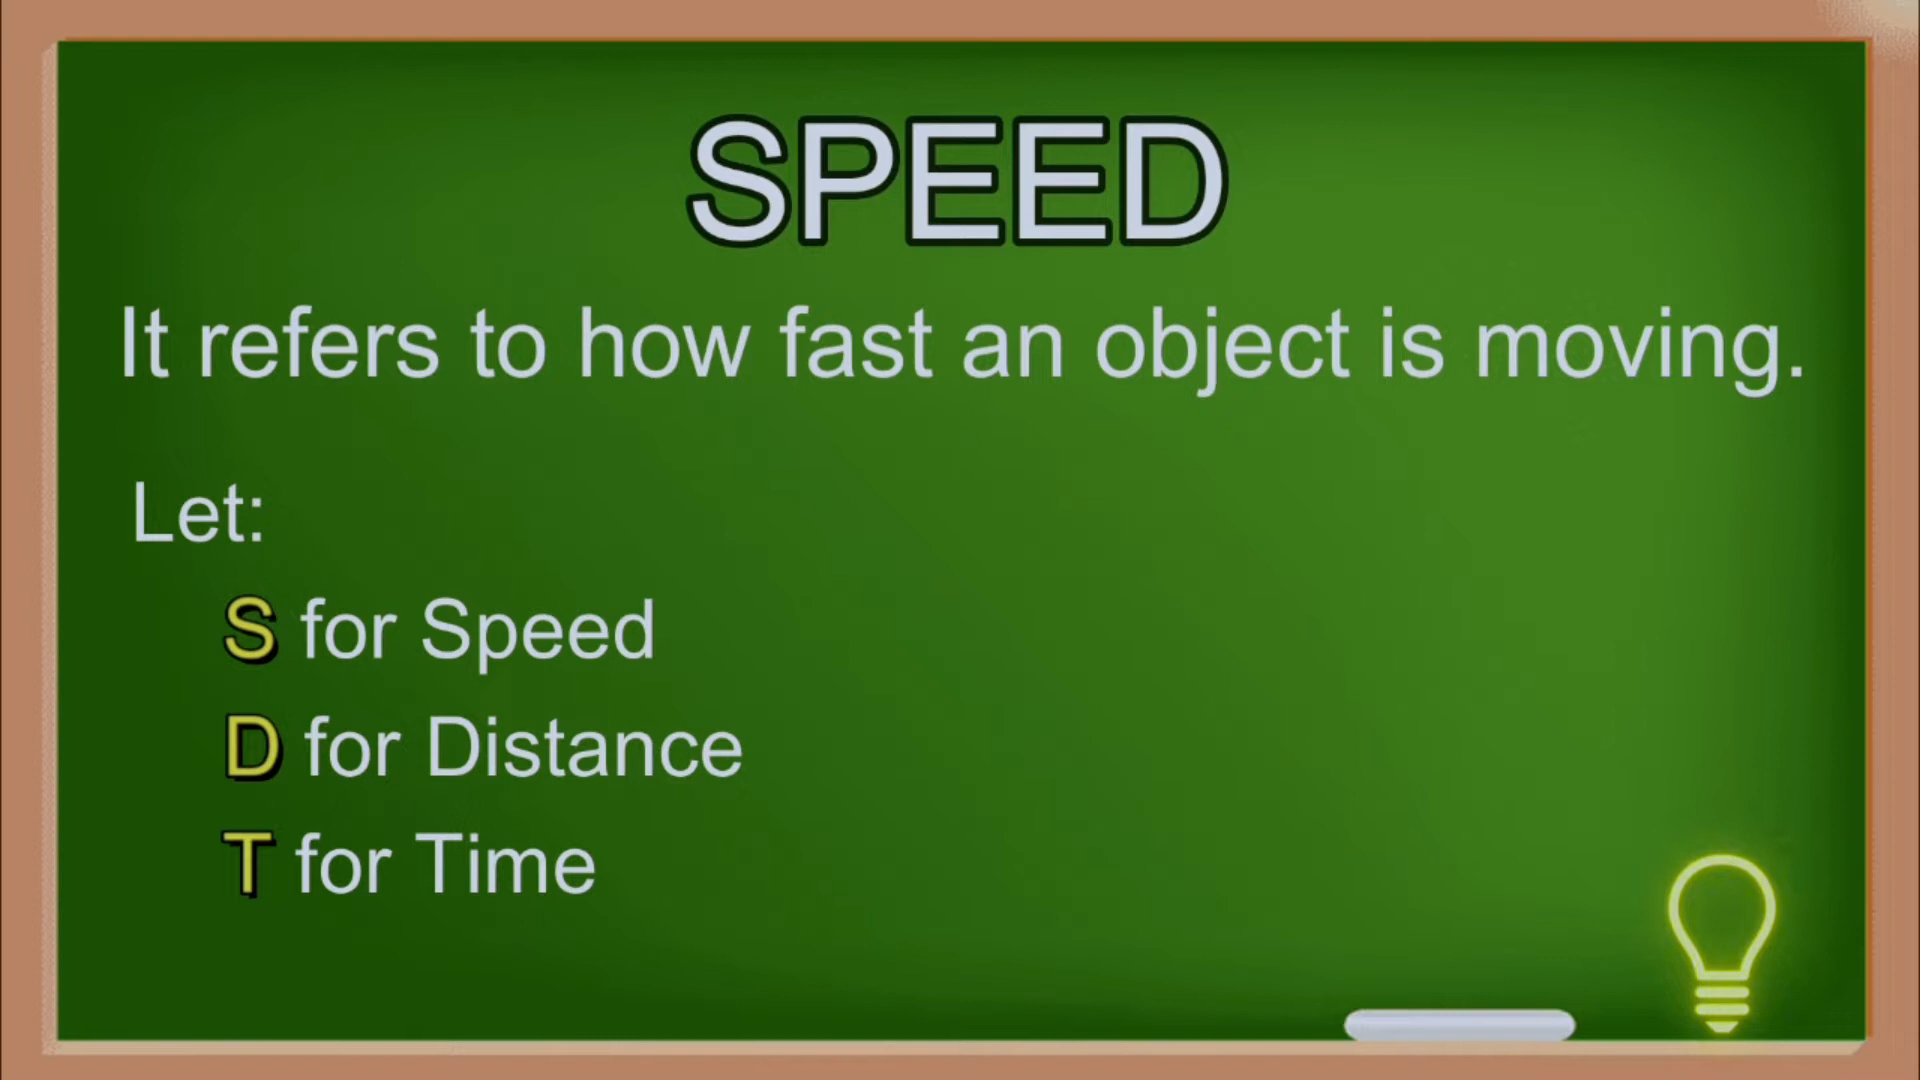 SPEED
It refers to how fast an object is moving.
Let:
S for Speed
D for Distance
T for Time